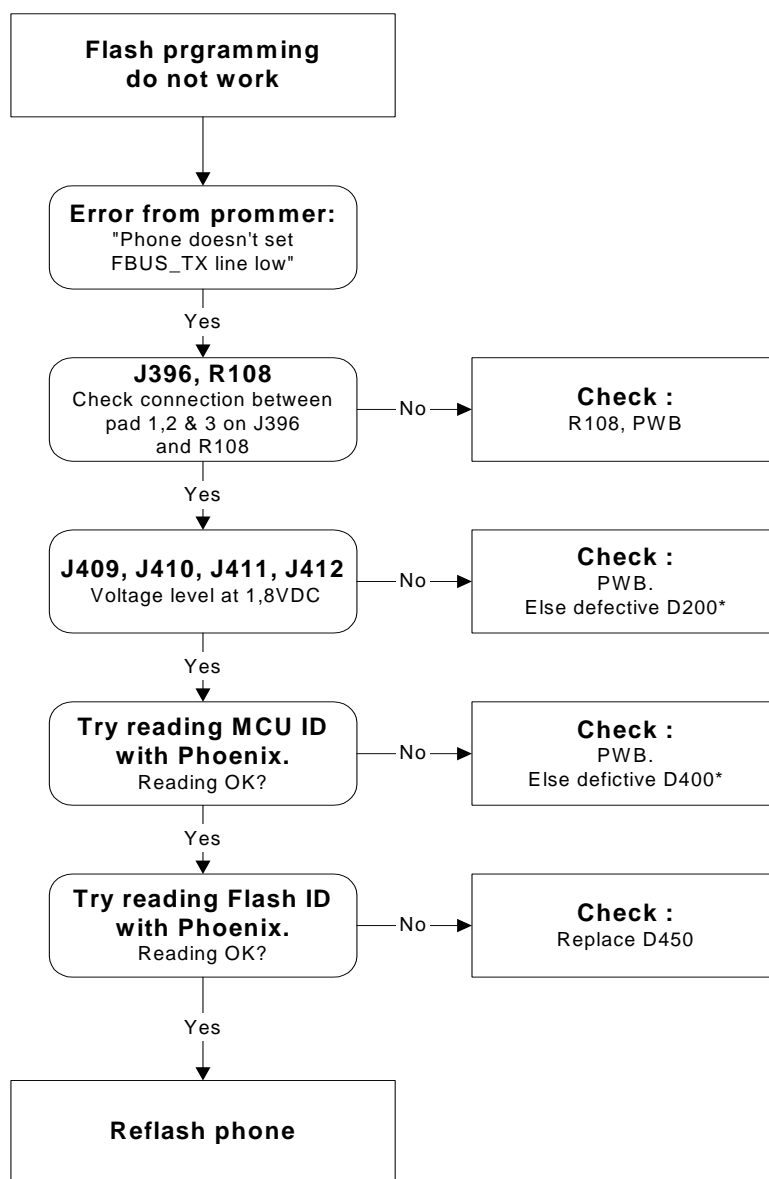 Flash prgramming
do not work
Error from prommer:
"Phone doesn't set
FBUS_TX line low"
Yes
J396, R108
Check connection between
pad 1,2 & 3 on J396
and R108
No
Check :
R108, PWB
Yes
J409, J410, J411, J412
Voltage level at 1,8VDC
No
Check :
PWB.
Else defective D200*
Yes
Try reading MCU ID
with Phoenix.
Reading OK?
No
Check :
PWB.
Else defictive D400*
Yes
Try reading Flash ID
with Phoenix.
Reading OK?
No
Check :
Replace D450
Yes
Reflash phone